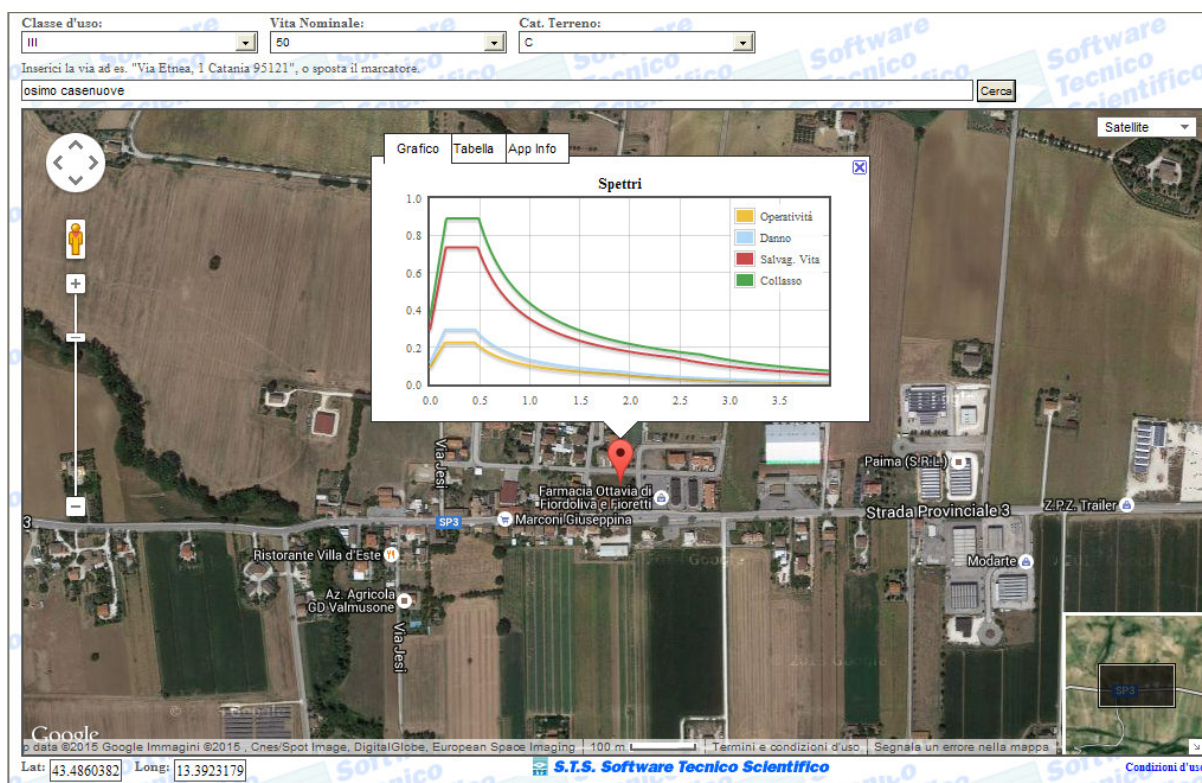 Classe d'uso: Vita Nominale: Cat. Terreno:
III 50 C
Inserici la via ad es. "Via Etnea, 1 Catania 95121", o sposta il marcatore.
osimo casenuove Cerca
Satellite
Grafico Tabella App Info
Spettri
1.0
0.8
0.6
0.4
0.2
0.0
0.0 0.5 1.0 1.5 2.0 2.5 3.0 3.5
Operatività
Danno
Salvag. Vita
Collasso
Via Jesi
Farmacia Ottavia di
Fiordoliva e Fioretti
Paima (S.R.L.)
Strada Provinciale 3
Z.P.Z. Trailer
3
SP3
Marconi Giuseppina
Ristorante Villa d'Este
Modarte
Az. Agricola
GD Valmusone
Via Jesi
SP3
Google
p data ©2015 Google Immagini ©2015 , Cnes/Spot Image, DigitalGlobe, European Space Imaging 100 m Termini e condizioni d'uso Segnala un errore nella mappa
Lat: 43.4860382 Long: 13.3923179 STS S.T.S. Software Tecnico Scientifico Condizioni d'uso